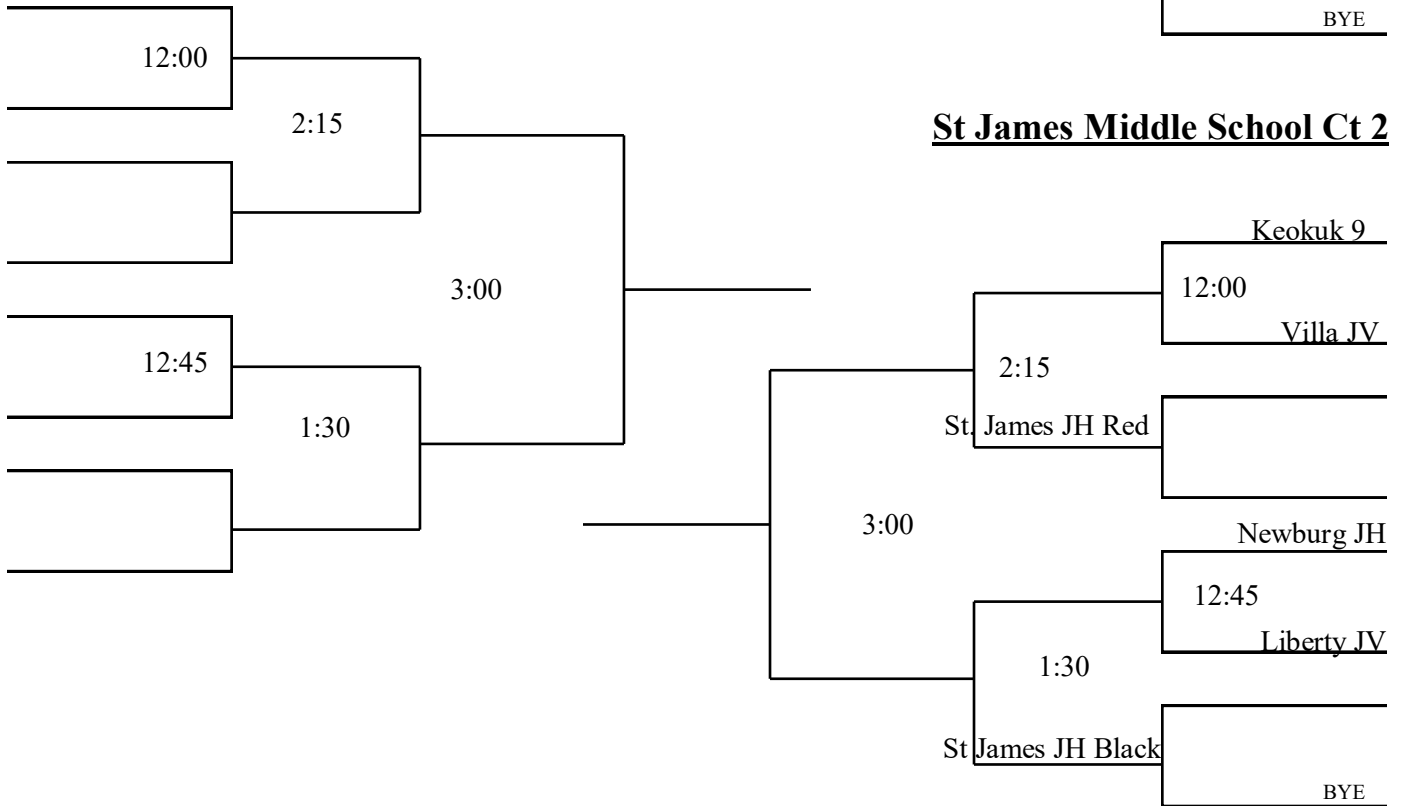 BYE
12:00
2:15
St James Middle School Ct 2
Keokuk 9
3:00
12:00
Villa JV
12:45
2:15
1:30
St. James JH Red
3:00
Newburg JH
12:45
Liberty JV
1:30
St James JH Black
BYE